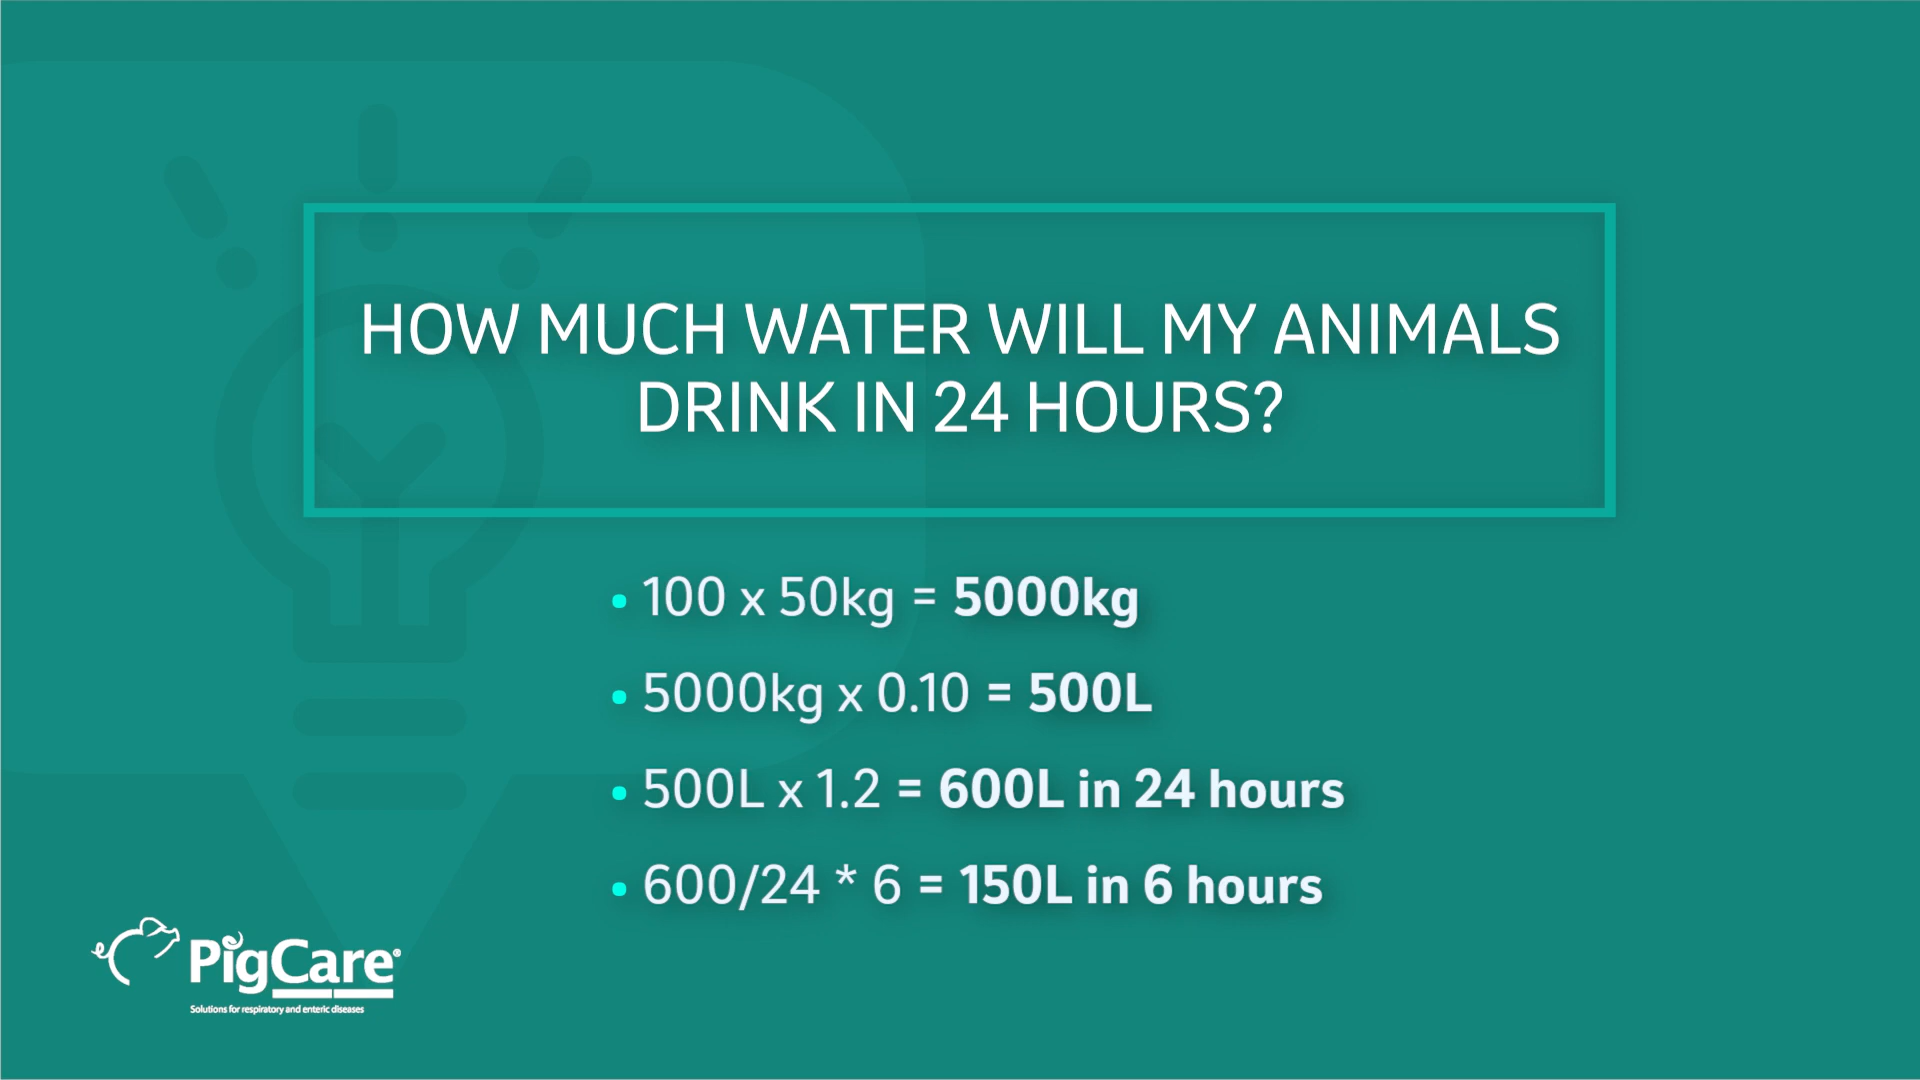 HOW MUCH WATER WILL MY ANIMALS
DRINK IN 24 HOURS?
• 100 x 50kg = 5000kg
• 5000kg x 0.10 = 500L
• 500L x 1.2 = 600L in 24 hours
• 600/24 * 6 = 150L in 6 hours
PigCare®
Solutions for respiratory and enteric diseases